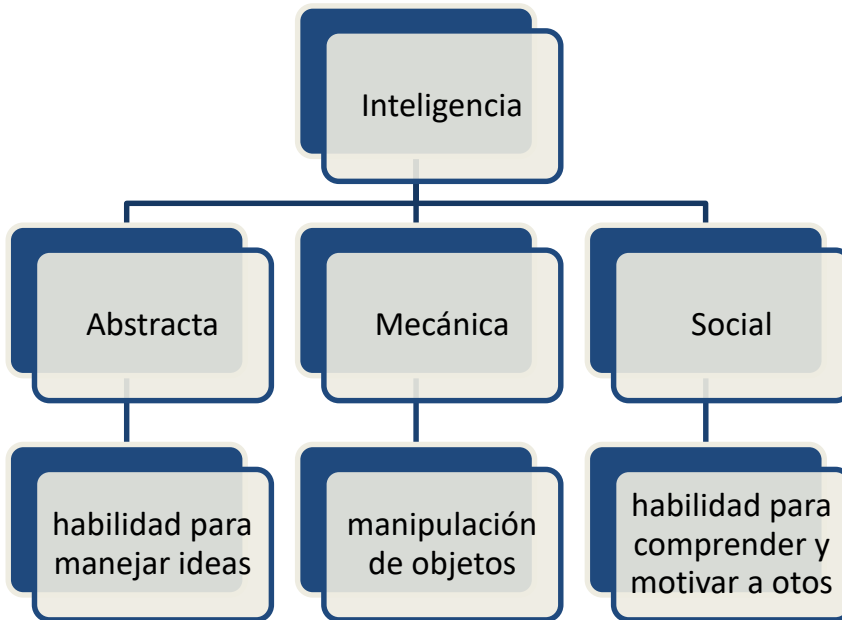 Inteligencia
Abstracta
Mecánica
Social
habilidad para
manejar ideas
manipulación
de objetos
habilidad para
comprender y
motivar a otos